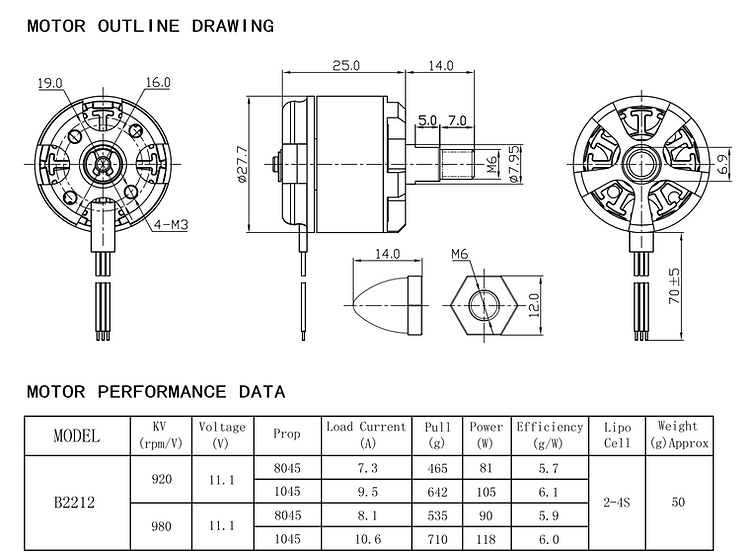 MOTOR OUTLINE DRAWING
19.0
16.0
4-M3
25.0
14.0
5.0
7.0
ø27.7
M6
ø7.95
6.9
70±5
14.0
M6
12.0
MOTOR PERFORMANCE DATA
MODEL KV (rpm/V) Voltage (V) Prop Load Current (A) Pull (g) Power (W) Efficiency (g/W) Lipo Cell Weight (g)Approx
B2212 920 11.1 8045 7.3 465 81 5.7 2-4S 50
1045 9.5 642 105 6.1
980 11.1 8045 8.1 535 90 5.9
1045 10.6 710 118 6.0